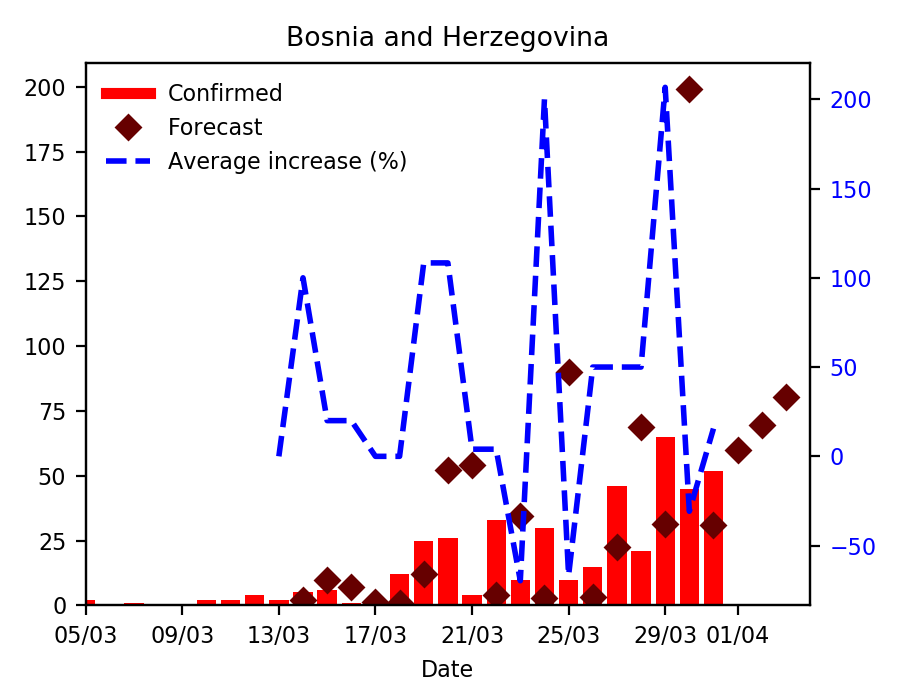 Bosnia and Herzegovina
Confirmed
Forecast
Average increase (%)
200
175
150
125
100
75
50
25
0
200
150
100
50
0
−50
05/03 09/03 13/03 17/03 21/03 25/03 29/03 01/04
Date